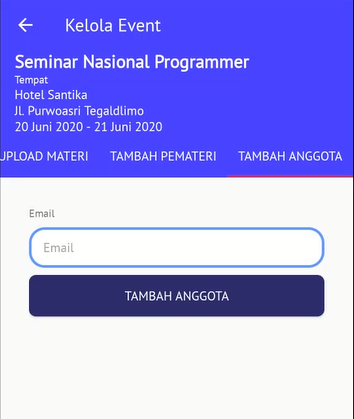 Kelola Event
Seminar Nasional Programmer
Tempat
Hotel Santika
Jl. Purwoasri Tegaldlimo
20 Juni 2020 - 21 Juni 2020
UPLOAD MATERI TAMBAH PEMATERI TAMBAH ANGGOTA
Email
Email
TAMBAH ANGGOTA